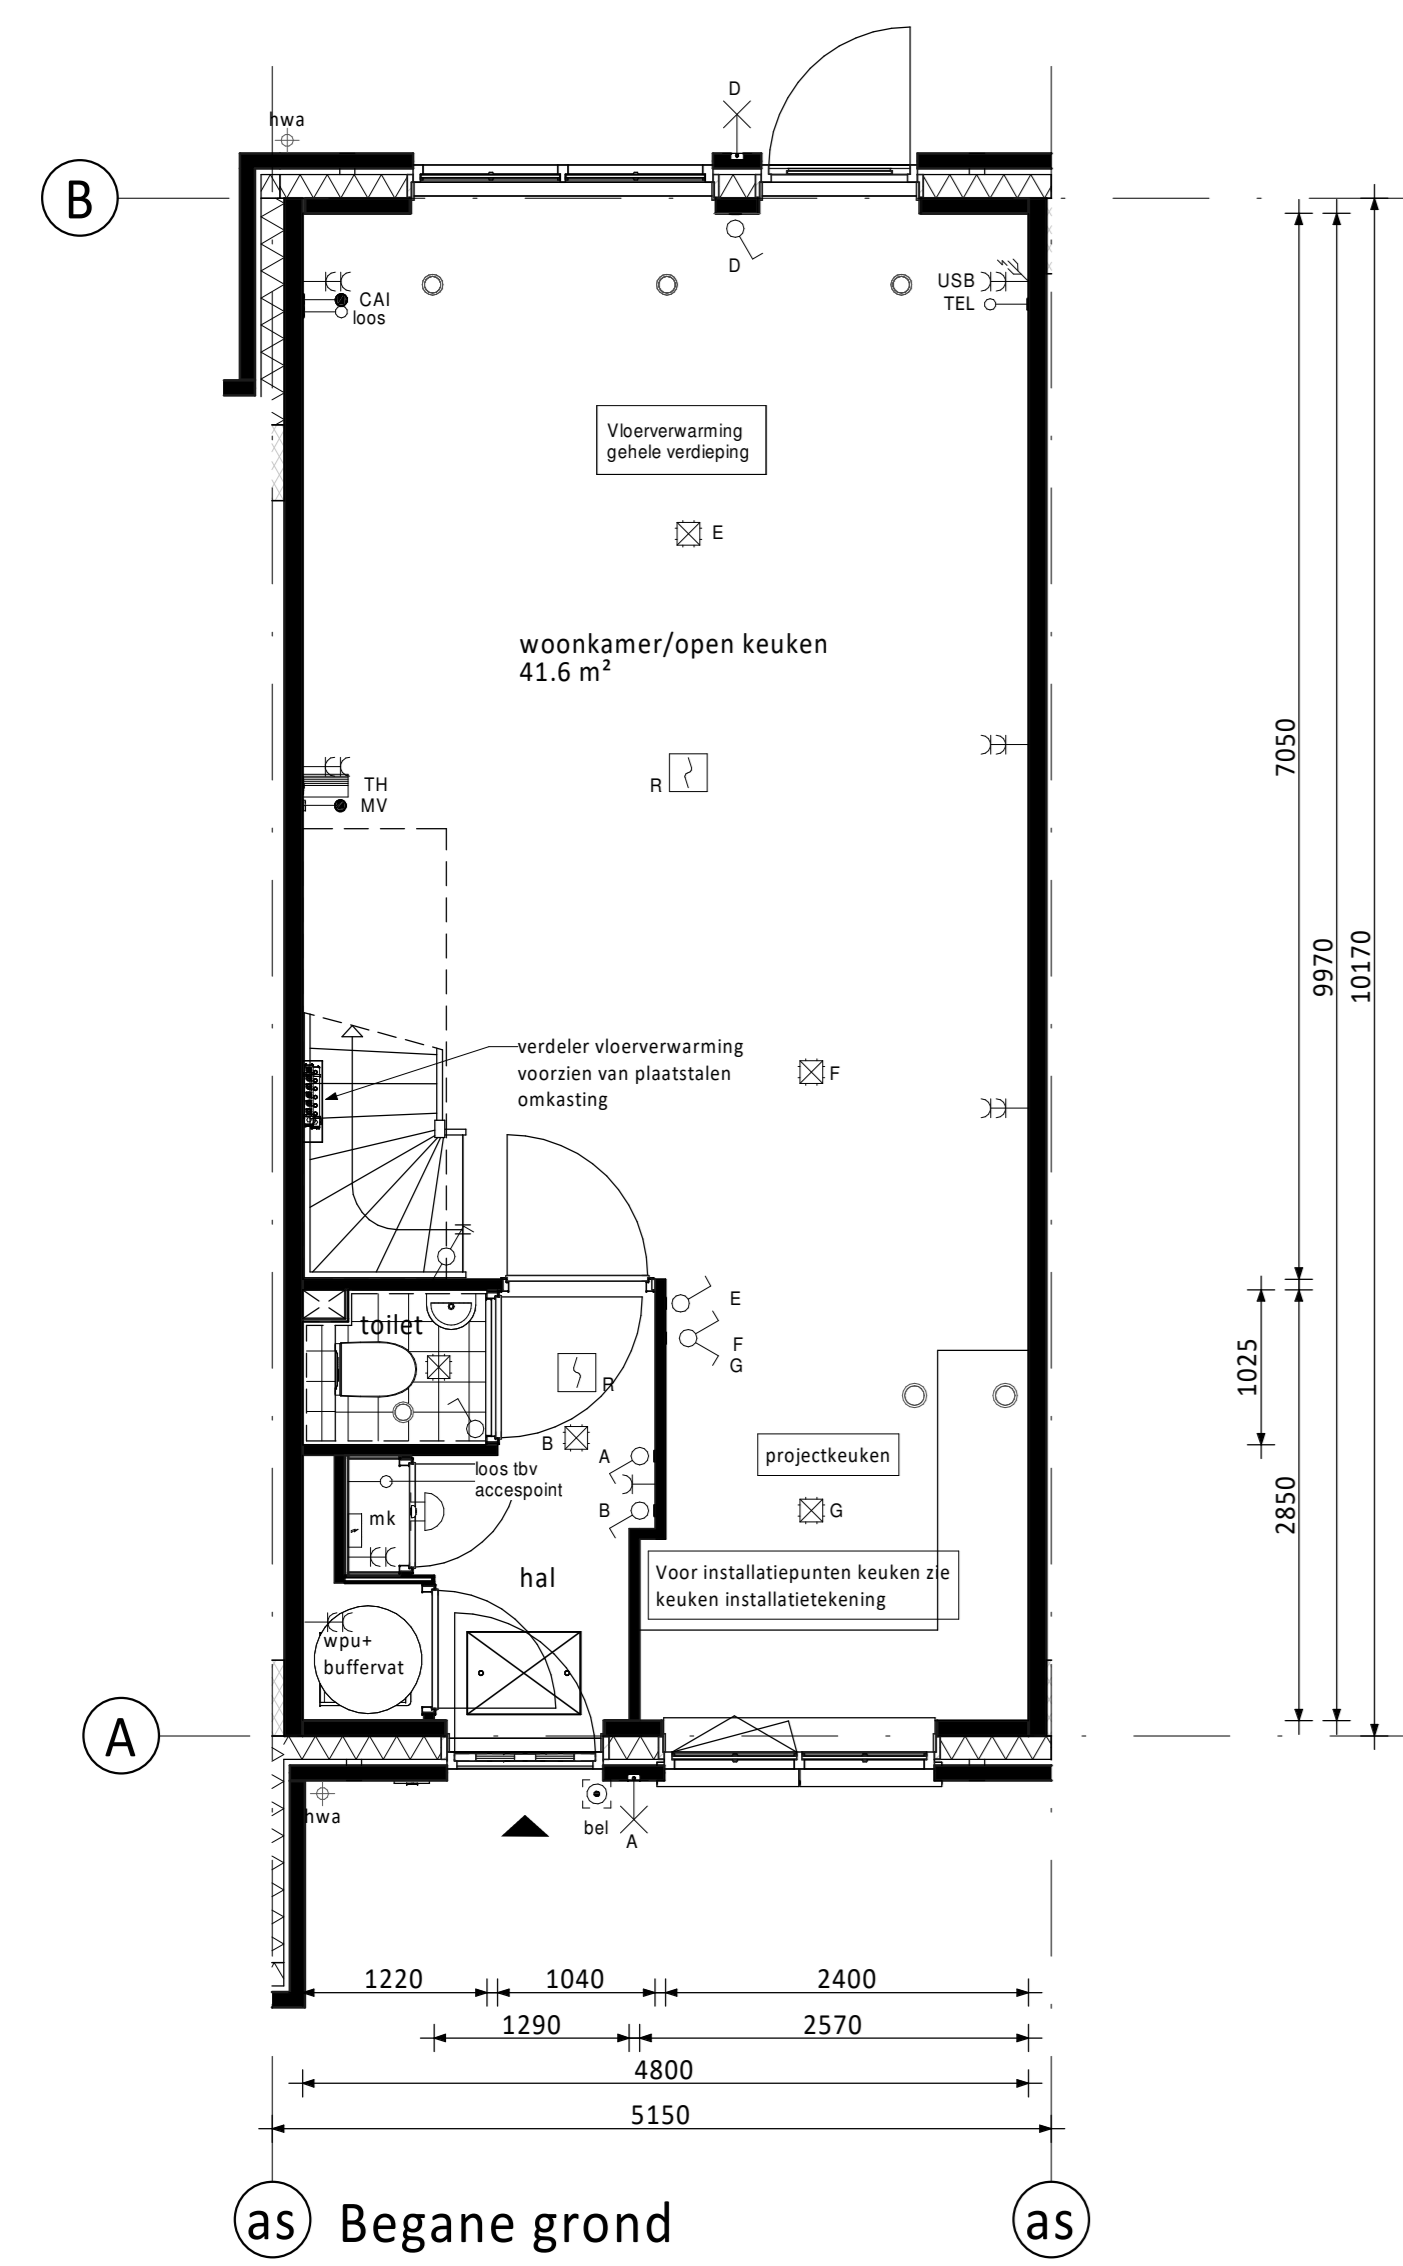 D
hwa
B
D
CAI
loos
USB
TEL
Vloerverwarming
gehele verdieping
E
woonkamer/open keuken
41.6 m²
7050
R
TH
MV
9970
10170
verdeler vloerverwarming
voorzien van plaatstalen
omkasting
F
E
toilet
F
G
1025
R
B
A
projectkeuken
loos tbv
accespoint
2850
mk
B
G
hal
Voor installatiepunten keuken zie
keuken installatietekening
wpu+
buffervat
A
hwa
bel
A
1220
1040
2400
1290
2570
4800
5150
as
Begane grond
as